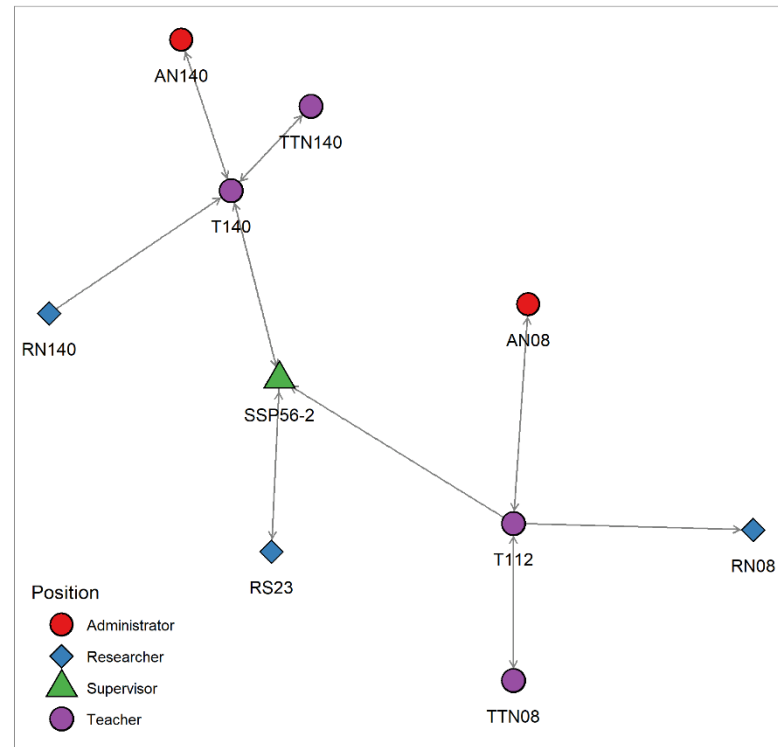 AN140
TTN140
T140
RN140
AN08
SSP56-2
T112
RN08
RS23
TTN08
Position
Administrator
Researcher
Supervisor
Teacher